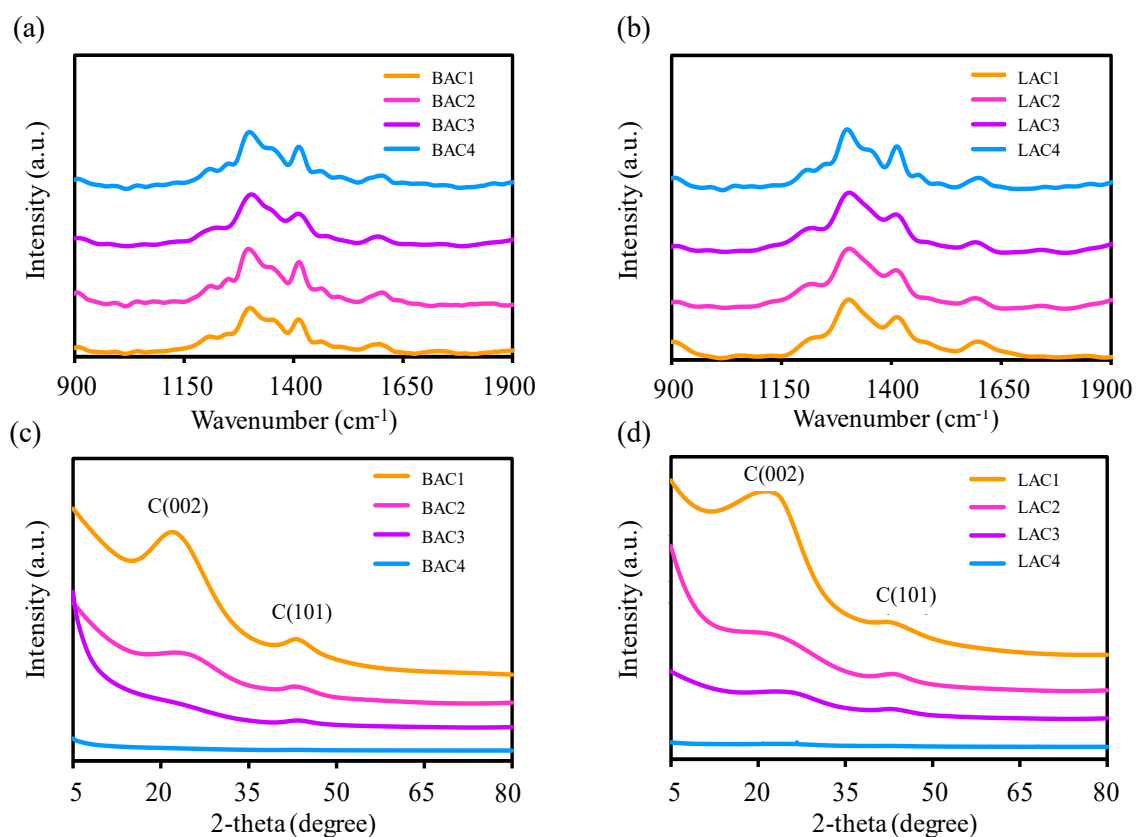 (a)
BAC1
BAC2
BAC3
BAC4
Intensity (a.u.)
900 1150 1400 1650 1900
Wavenumber (cm⁻¹)
(b)
LAC1
LAC2
LAC3
LAC4
Intensity (a.u.)
900 1150 1400 1650 1900
Wavenumber (cm⁻¹)
(c)
BAC1
BAC2
BAC3
BAC4
C(002)
C(101)
Intensity (a.u.)
5 20 35 50 65 80
2-theta (degree)
(d)
LAC1
LAC2
LAC3
LAC4
C(002)
C(101)
Intensity (a.u.)
5 20 35 50 65 80
2-theta (degree)